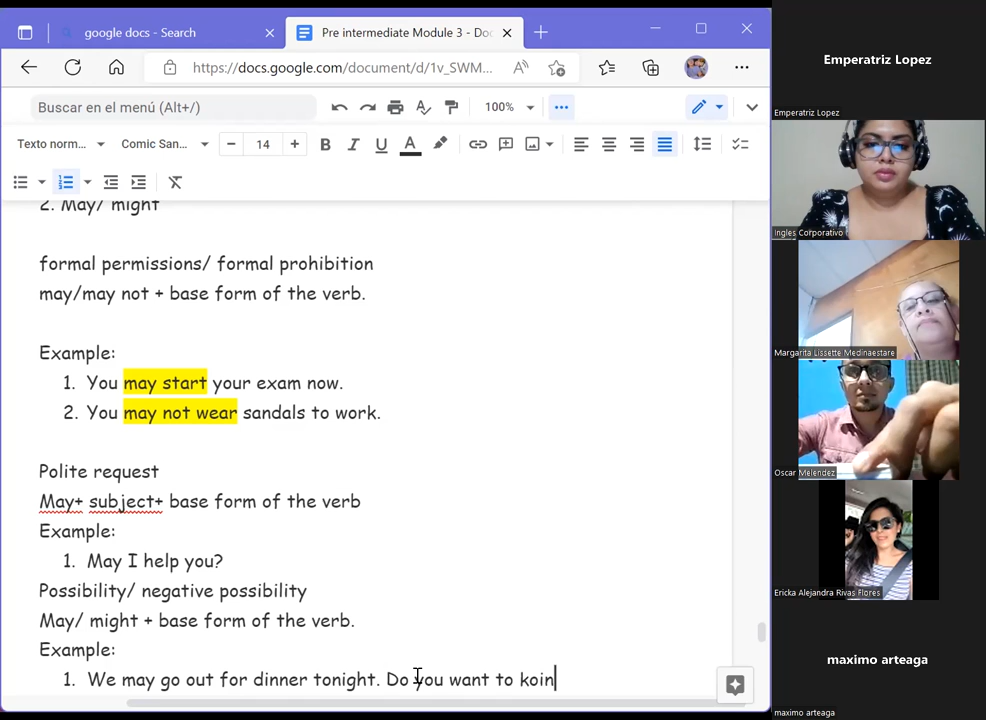 google docs - Search
Pre intermediate Module 3 - Doc
https://docs.google.com/document/d/1v_SWM...
Buscar en el menú (Alt+/)
100%
Texto norm...
Comic San...
14
2. May/ might
formal permissions/ formal prohibition
may/may not + base form of the verb.
Example:
1. You may start your exam now.
2. You may not wear sandals to work.
Polite request
May+ subject+ base form of the verb
Example:
1. May I help you?
Possibility/ negative possibility
May/ might + base form of the verb.
Example:
1. We may go out for dinner tonight. Do you want to koin
Emperatriz Lopez
Emperatriz Lopez
Ingles Corporativo
Margarita Lissette Medinaestare
Oscar Melendez
Ericka Alejandra Rivas Flores
maximo arteaga
maximo arteaga